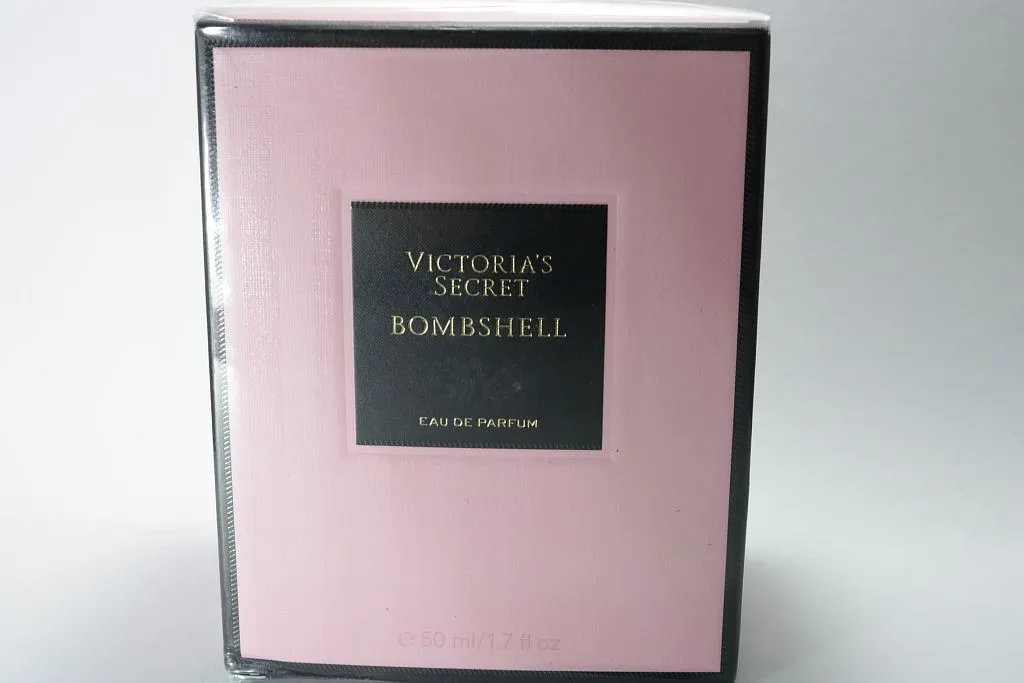 VICTORIA'S
SECRET
BOMBSHELL
EAU DE PARFUM
℮ 50 ml/1.7 fl oz